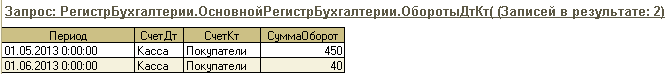 Запрос: РегистрБухгалтерии.ОсновнойРегистрБухгалтерии.ОборотыДтКт( (Записей в результате: 2)
Период СчетДт СчетКт СуммаОборот
01.05.2013 0:00:00 Касса Покупатели 450
01.06.2013 0:00:00 Касса Покупатели 40